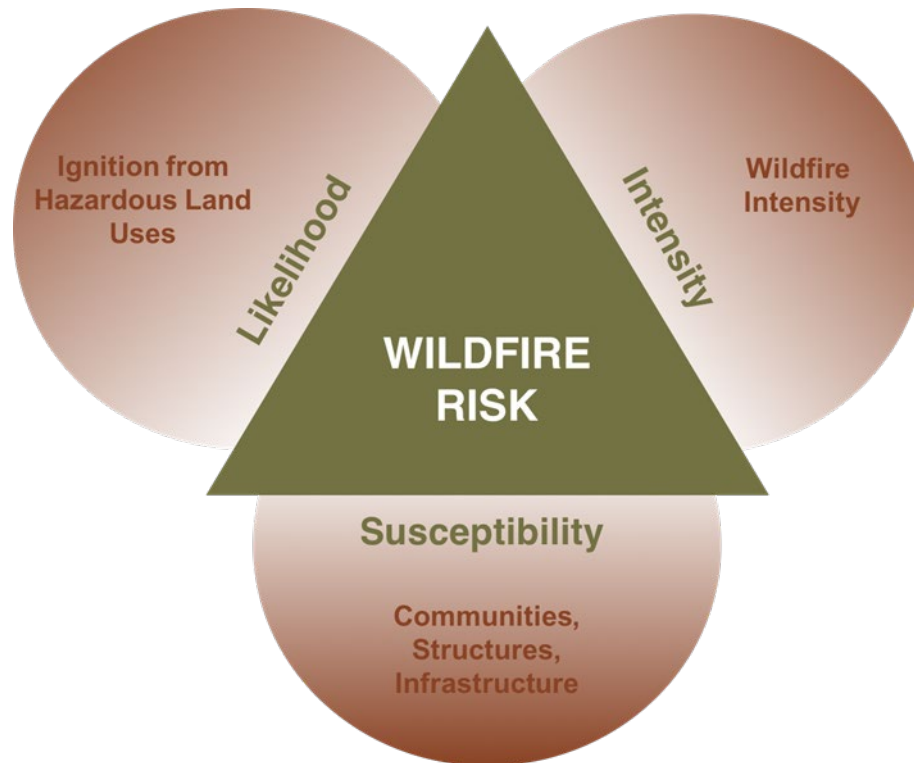 Ignition from
Hazardous Land
Uses
Likelihood
Intensity
Wildfire
Intensity
WILDFIRE
RISK
Susceptibility
Communities,
Structures,
Infrastructure